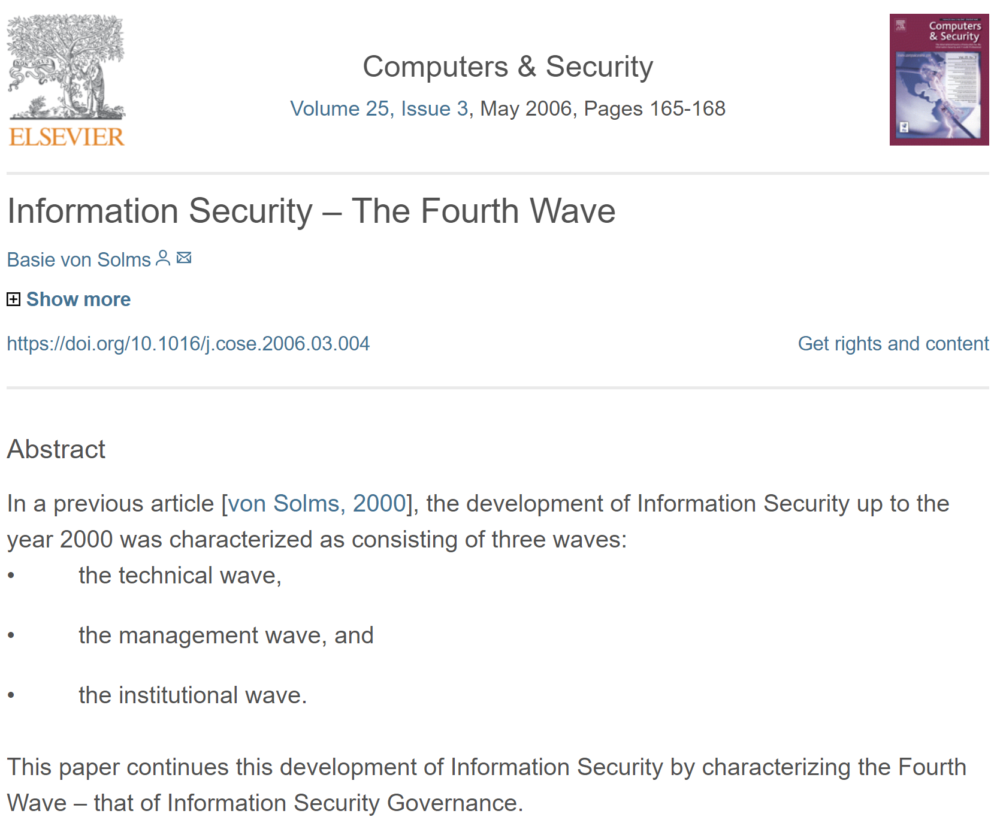 NON SOLUS
ELSEVIER
Computers & Security
Volume 25, Issue 3, May 2006, Pages 165-168
Computers
& Security
Information Security – The Fourth Wave
Basie von Solms
Show more
https://doi.org/10.1016/j.cose.2006.03.004
Get rights and content
Abstract
In a previous article [von Solms, 2000], the development of Information Security up to the
year 2000 was characterized as consisting of three waves:
• the technical wave,
• the management wave, and
• the institutional wave.
This paper continues this development of Information Security by characterizing the Fourth
Wave – that of Information Security Governance.